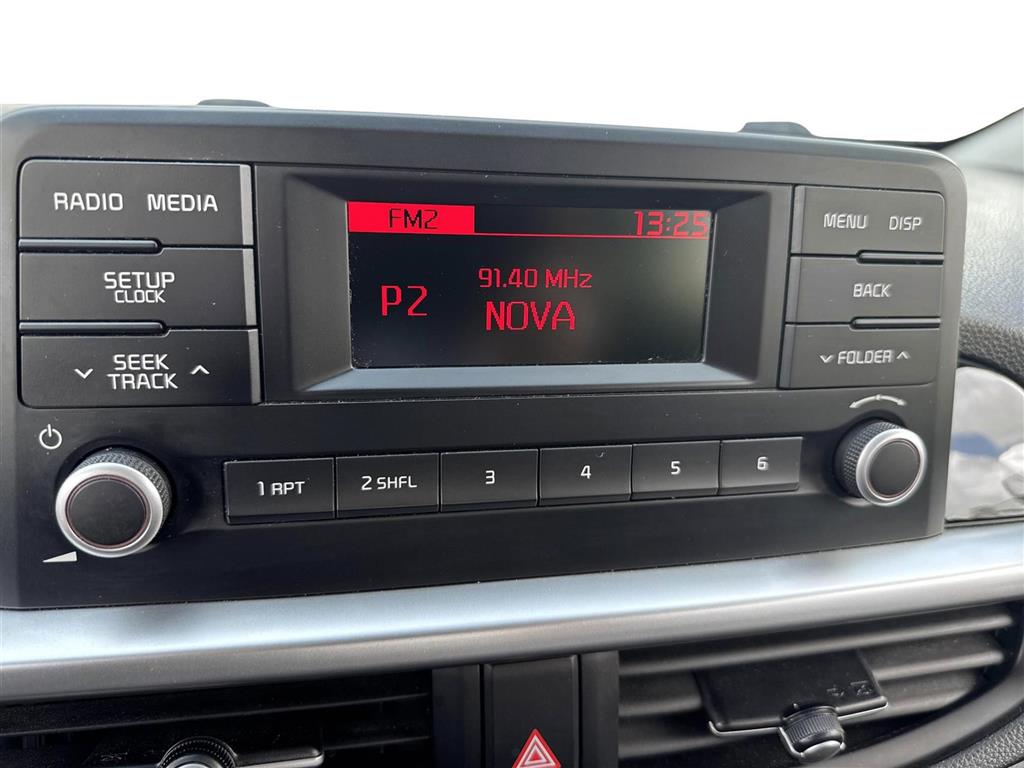 RADIO MEDIA
SETUP
CLOCK
SEEK
TRACK
FM2 13:25
91.40 MHz
P2 NOVA
MENU DISP
BACK
FOLDER
1 RPT 2 SHFL 3 4 5 6